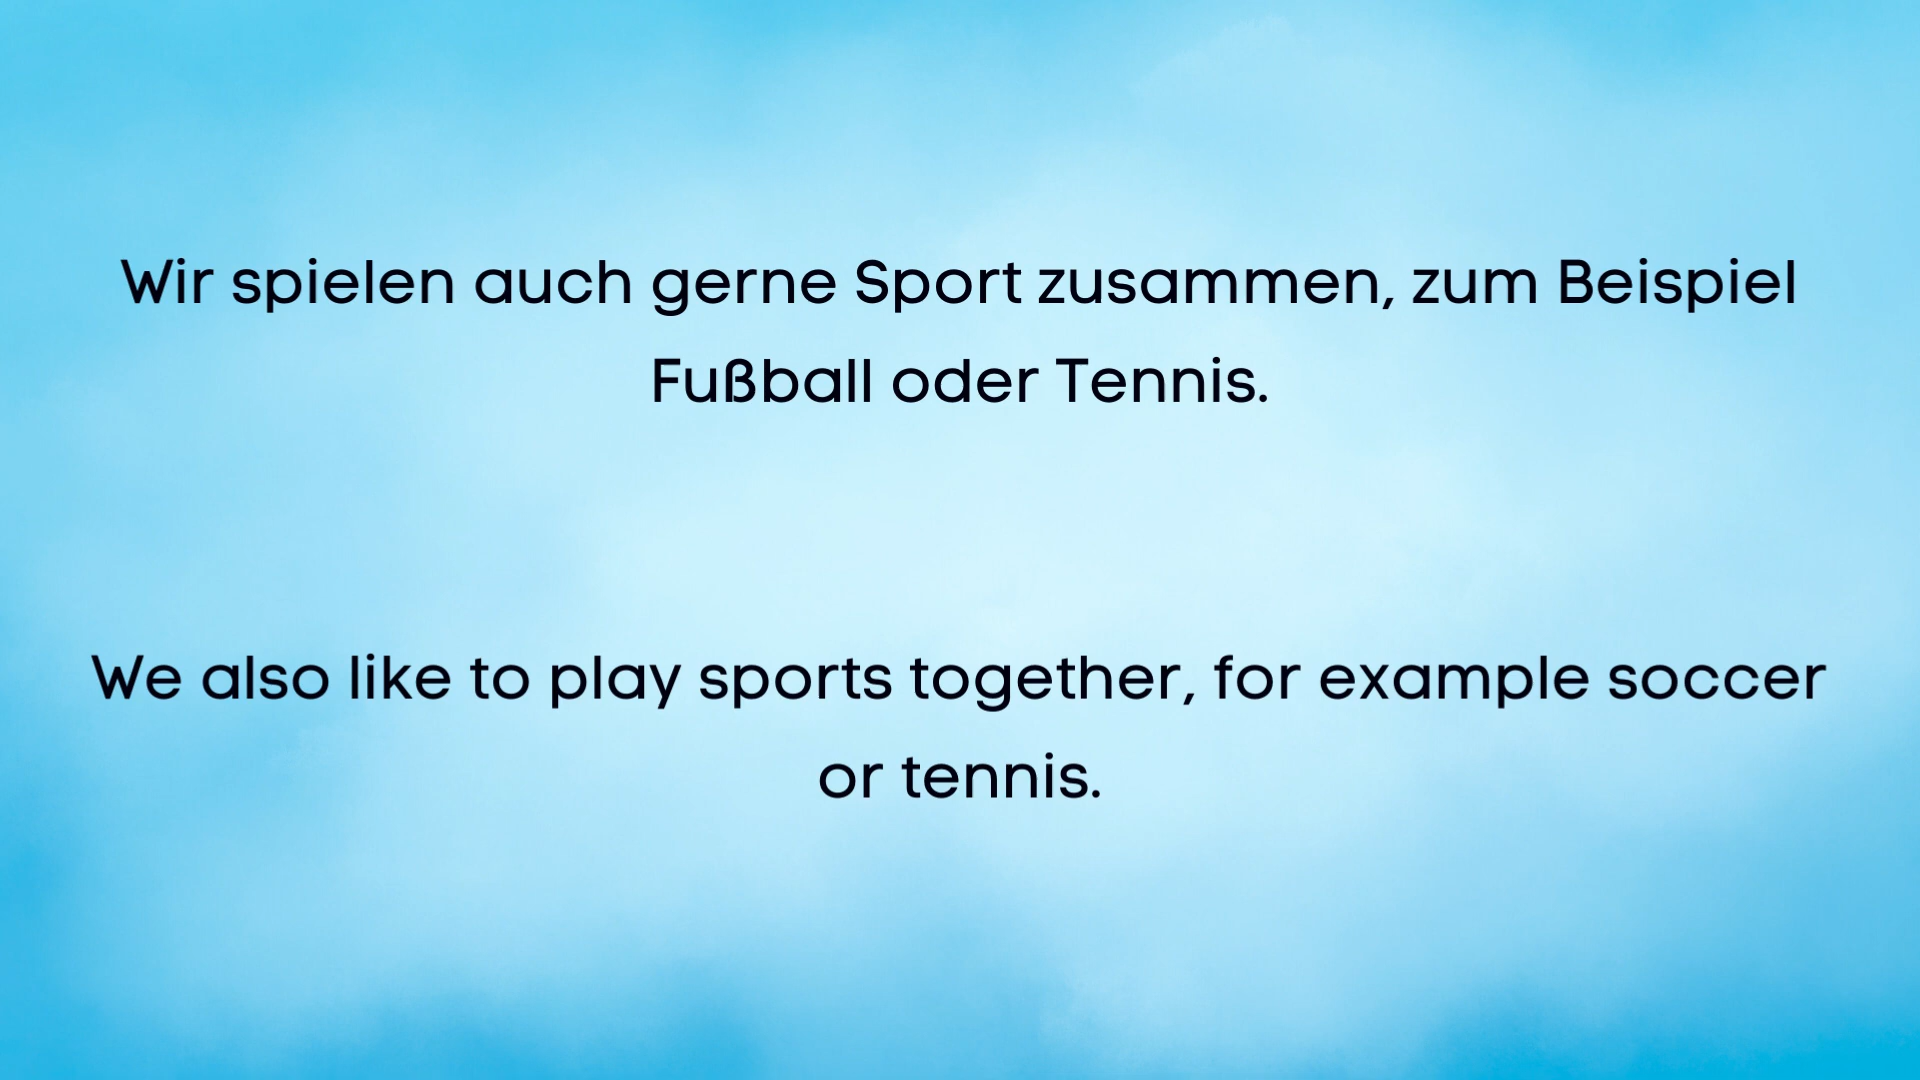 Wir spielen auch gerne Sport zusammen, zum Beispiel
Fußball oder Tennis.
We also like to play sports together, for example soccer
or tennis.